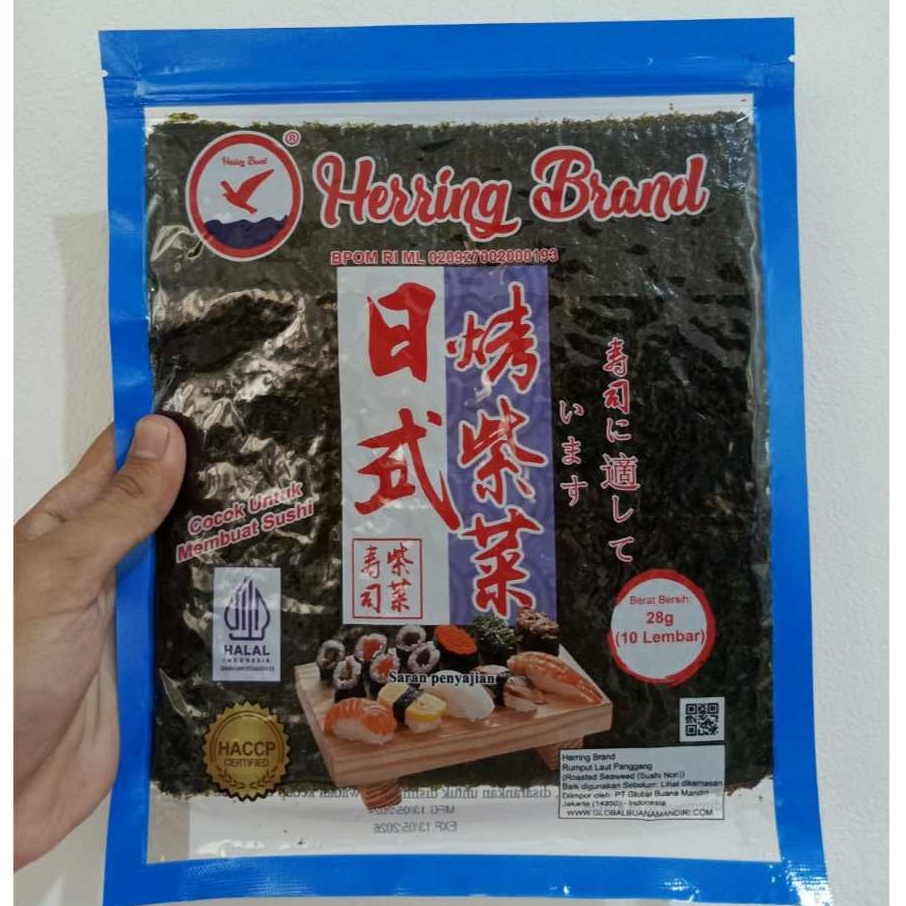 Herring Brand
®
Herring Brand
BPOM RI ML 020927002000193
日式
烤紫菜
寿司に適して
います
寿司
紫菜
Cocok Untuk
Membuat Sushi
HALAL
INDONESIA
Berat Bersih:
28g
(10 Lembar)
Saran penyajian
HACCP
CERTIFIED
Herring Brand
Rumput Laut Panggang
(Roasted Seaweed (Sushi Nori))
Baik digunakan Sebelum: Lihat dikemasan
Diimpor oleh: PT Global Buana Mandiri
Jakarta (14350) - Indonesia
WWW.GLOBALBUANAMANDIRI.COM
disarankan untuk disimpan
MFG 13/05/2024
EXP 13/05/2026